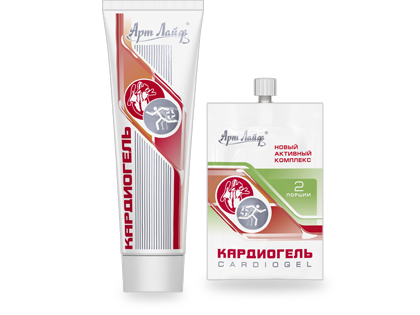 Арт Лайф
КАРДИОГЕЛЬ
Арт Лайф
НОВЫЙ
АКТИВНЫЙ
КОМПЛЕКС
2
ПОРЦИИ
КАРДИОГЕЛЬ
CARDIOGEL